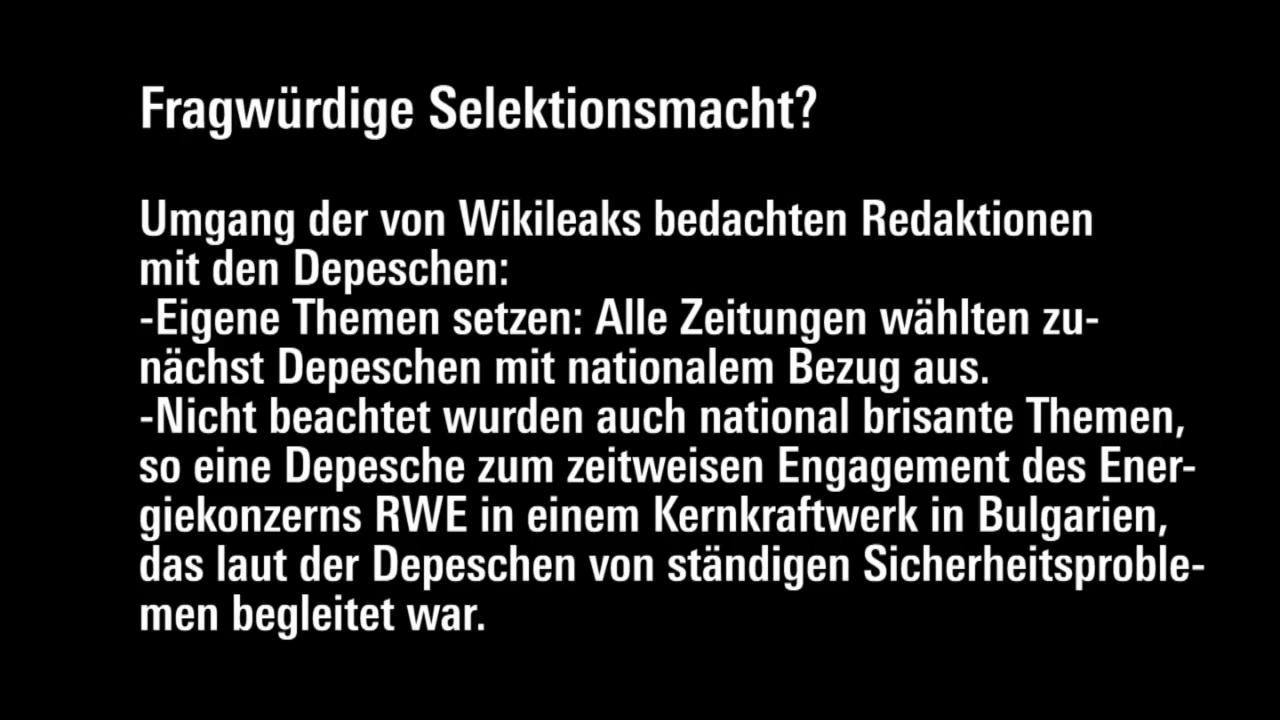 Fragwürdige Selektionsmacht?
Umgang der von Wikileaks bedachten Redaktionen
mit den Depeschen:
-Eigene Themen setzen: Alle Zeitungen wählten zu-
nächst Depeschen mit nationalem Bezug aus.
-Nicht beachtet wurden auch national brisante Themen,
so eine Depesche zum zeitweisen Engagement des Ener-
giekonzerns RWE in einem Kernkraftwerk in Bulgarien,
das laut der Depeschen von ständigen Sicherheitsproble-
men begleitet war.